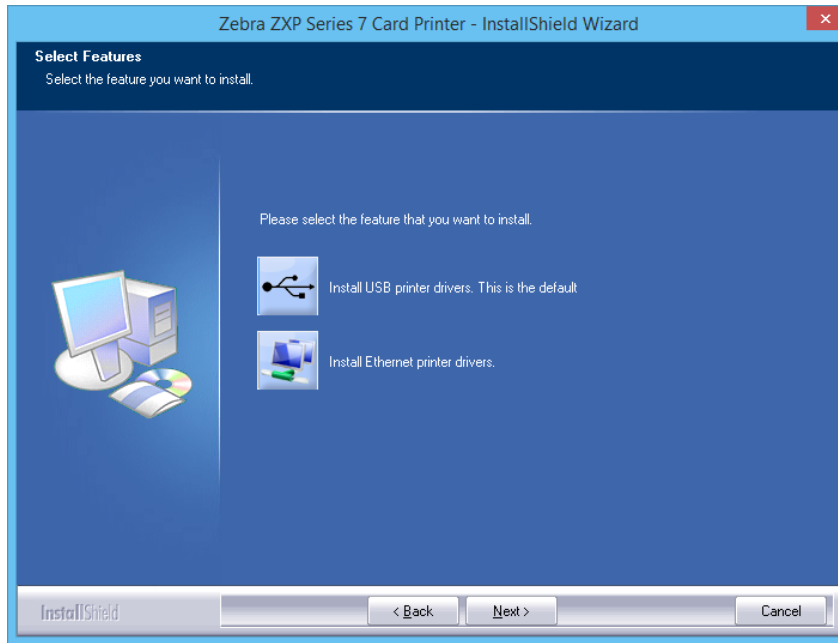 Zebra ZXP Series 7 Card Printer - InstallShield Wizard
Select Features
Select the feature you want to install.
Please select the feature that you want to install.
Install USB printer drivers. This is the default
Install Ethernet printer drivers.
InstallShield
< Back
Next >
Cancel